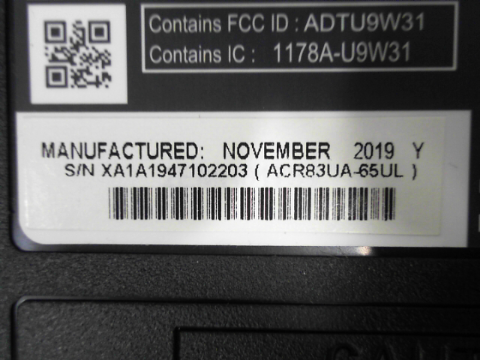 Contains FCC ID : ADTU9W31
Contains IC : 1178A-U9W31
MANUFACTURED: NOVEMBER 2019 Y
S/N XA1A1947102203 ( ACR83UA-65UL )